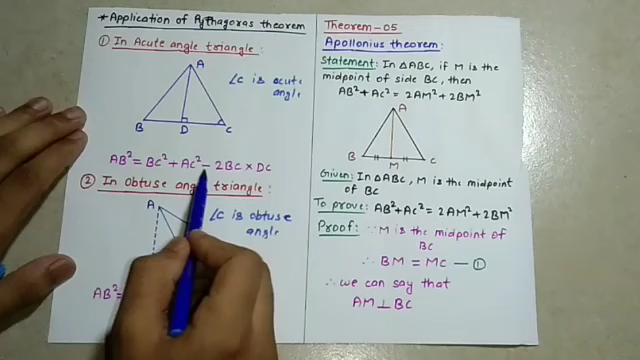 *Application of Pythagoras theorem
① In Acute angle triangle:
A
∠C is acute
angle
B
D
C
AB² = BC² + AC² - 2BC × DC
② In Obtuse angle triangle:
A
∠C is obtuse
angle
AB² =
Theorem-05
Apollonius theorem:
Statement: In △ABC, if M is the
midpoint of side BC, then
AB² + AC² = 2AM² + 2BM²
A
B
M
C
Given: In △ABC, M is the midpoint
of BC
To prove: AB² + AC² = 2AM² + 2BM²
Proof: ∵ M is the midpoint of
BC
∴ BM = MC — ①
∴ we can say that
AM ⊥ BC